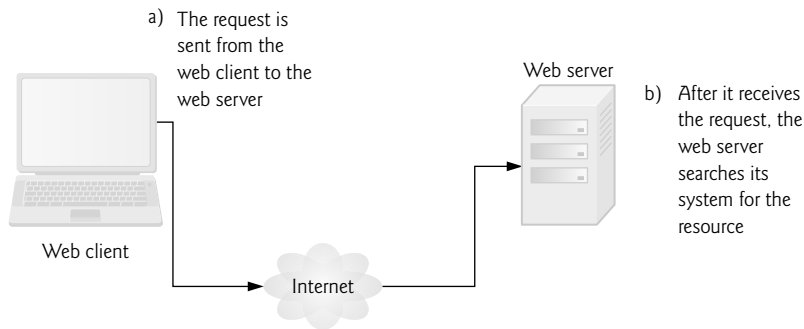 a) The request is
sent from the
web client to the
web server
Web server
b) After it receives
the request, the
web server
searches its
system for the
resource
Web client
Internet